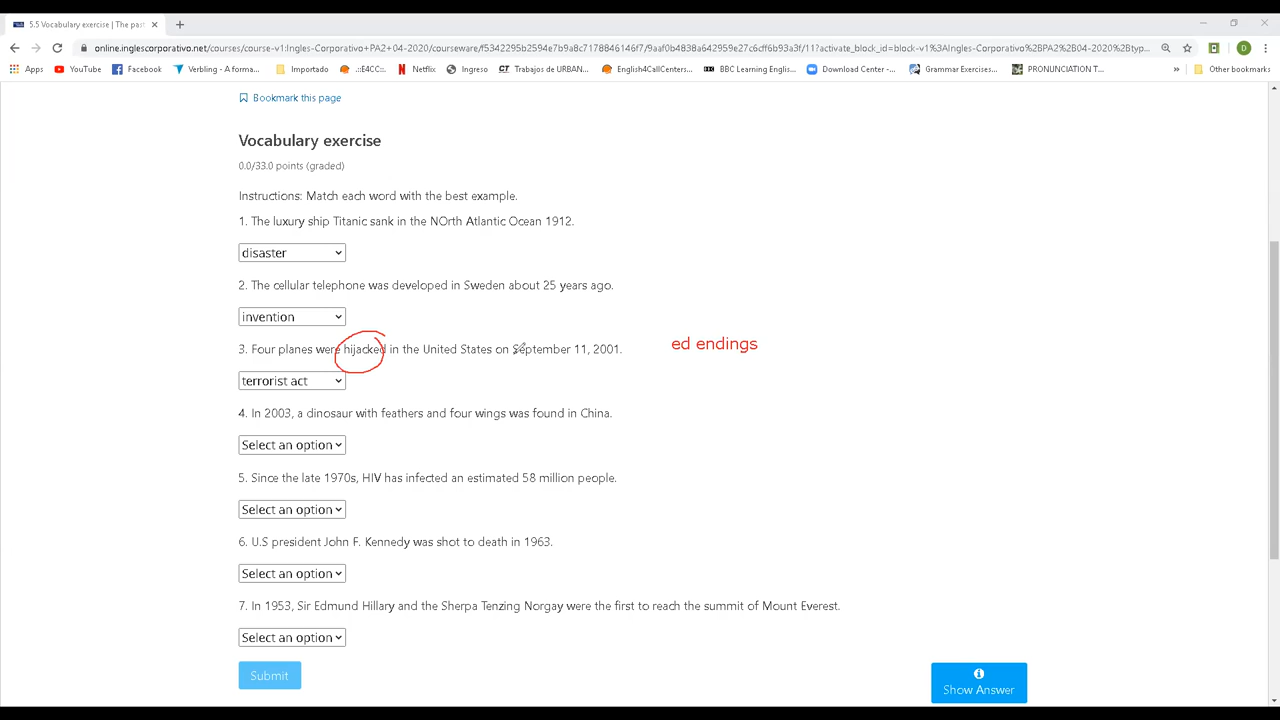 5.5 Vocabulary exercise | The pas
online.inglescorporativo.net/courses/course-v1:Ingles-Corporativo+PA2+04-2020/courseware/f5342295b2594e7b9a8c7178846146f7/9aaf0b4838a642959e27c6cff6b93a3f/11?activate_block_id=block-v1%3AIngles-Corporativo%2BPA2%2B04-2020%2Btyp...
D
Apps YouTube Facebook Verbling - A forma... Importado .::E4CC::. Netflix Ingreso CT Trabajos de URBAN... English4CallCenters... BBC BBC Learning Englis... Download Center -... Grammar Exercises... PRONUNCIATION T... » Other bookmarks
Bookmark this page
Vocabulary exercise
0.0/33.0 points (graded)
Instructions: Match each word with the best example.
1. The luxury ship Titanic sank in the NOrth Atlantic Ocean 1912.
disaster
2. The cellular telephone was developed in Sweden about 25 years ago.
invention
3. Four planes were hijacked in the United States on September 11, 2001. ed endings
terrorist act
4. In 2003, a dinosaur with feathers and four wings was found in China.
Select an option
5. Since the late 1970s, HIV has infected an estimated 58 million people.
Select an option
6. U.S president John F. Kennedy was shot to death in 1963.
Select an option
7. In 1953, Sir Edmund Hillary and the Sherpa Tenzing Norgay were the first to reach the summit of Mount Everest.
Select an option
Submit
Show Answer